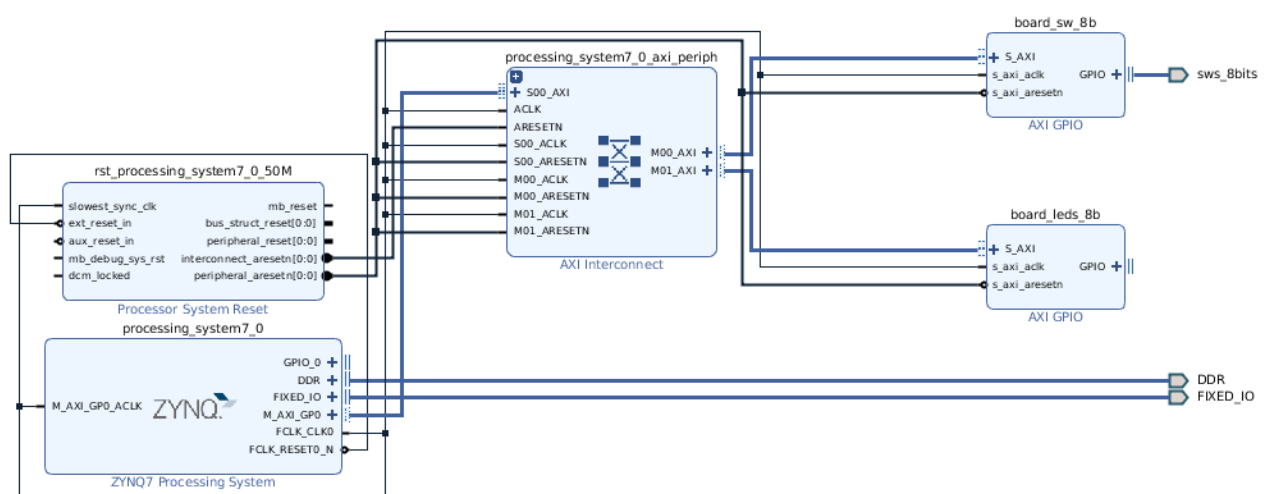 board_sw_8b
S_AXI
s_axi_aclk
s_axi_aresetn
GPIO
AXI GPIO
sws_8bits
processing_system7_0_axi_periph
S00_AXI
ACLK
ARESETN
S00_ACLK
S00_ARESETN
M00_ACLK
M00_ARESETN
M01_ACLK
M01_ARESETN
M00_AXI
M01_AXI
AXI Interconnect
rst_processing_system7_0_50M
slowest_sync_clk
ext_reset_in
aux_reset_in
mb_debug_sys_rst
dcm_locked
mb_reset
bus_struct_reset[0:0]
peripheral_reset[0:0]
interconnect_aresetn[0:0]
peripheral_aresetn[0:0]
Processor System Reset
board_leds_8b
S_AXI
s_axi_aclk
s_axi_aresetn
GPIO
AXI GPIO
processing_system7_0
M_AXI_GP0_ACLK
ZYNQ
GPIO_0
DDR
FIXED_IO
M_AXI_GP0
FCLK_CLK0
FCLK_RESET0_N
ZYNQ7 Processing System
DDR
FIXED_IO